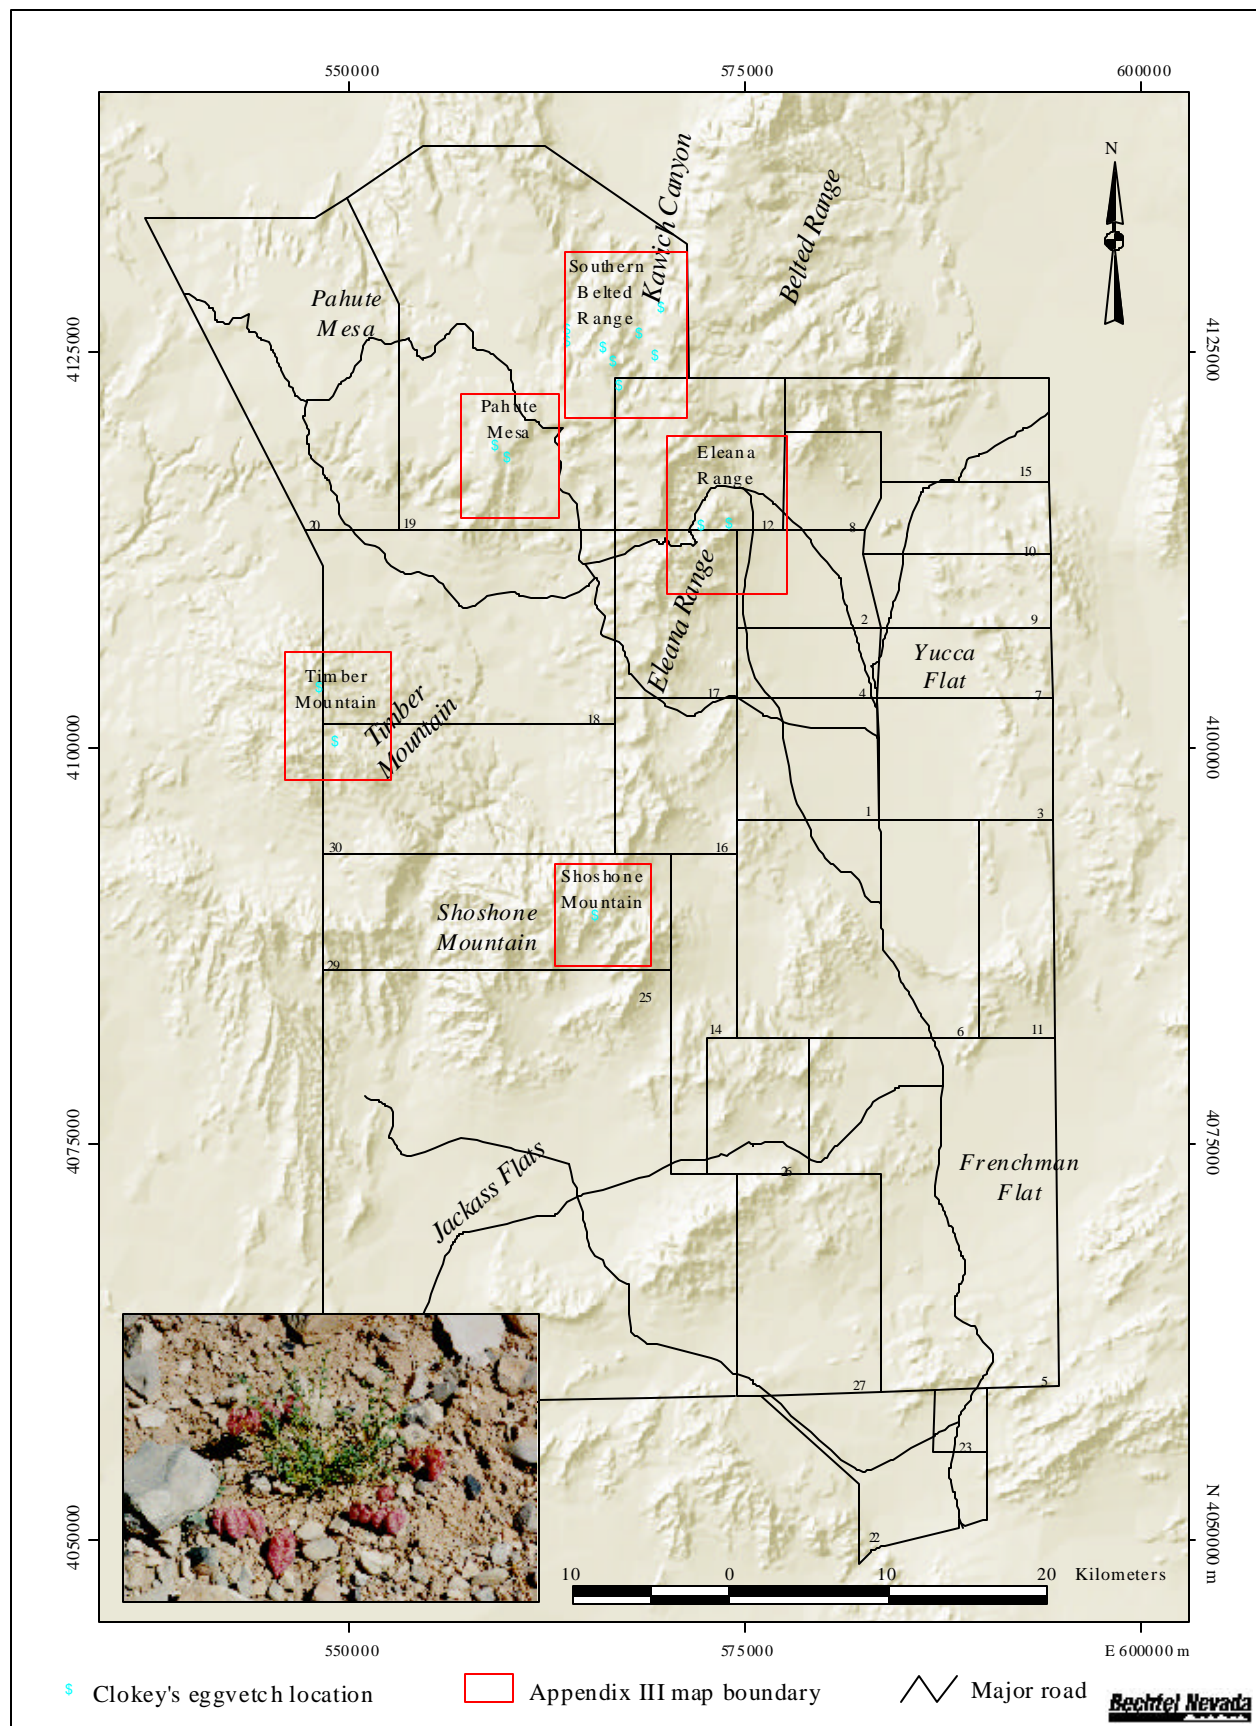 550000
575000
600000
N
Kawich Canyon
Belted Range
Southern
Belted
Range
Pahute
Mesa
4125000
4125000
Pahute
Mesa
Eleana
Range
15
20
19
12
8
10
Eleana Range
2
9
Yucca
Flat
Timber
Mountain
Timber
Mountain
17
4
7
18
4100000
4100000
1
3
30
16
Shoshone
Mountain
Shoshone
Mountain
29
25
14
6
11
4075000
4075000
Jackass Flats
26
Frenchman
Flat
27
5
23
22
4050000
N 4050000 m
10
0
10
20
Kilometers
550000
575000
E 600000 m
$ Clokey's eggvetch location
Appendix III map boundary
Major road
Bechtel Nevada